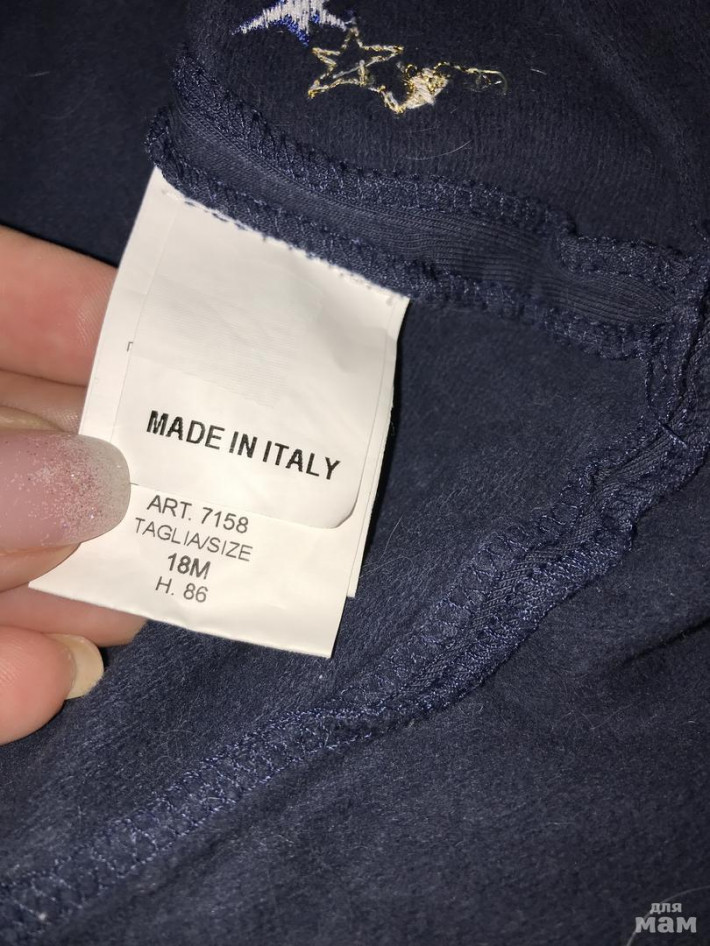 MADE IN ITALY
ART. 7158
TAGLIA/SIZE
18M
H. 86
для
мам